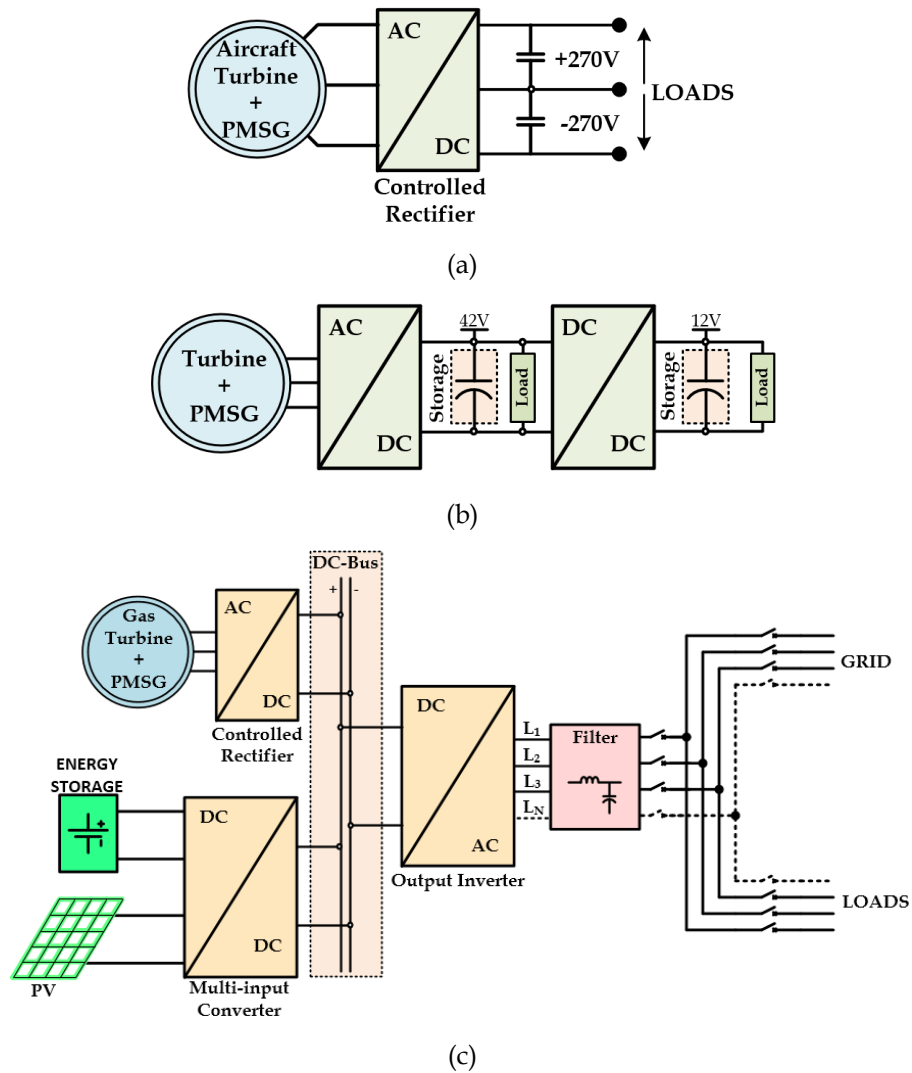 Aircraft
Turbine
+
PMSG
AC
DC
Controlled
Rectifier
+270V
-270V
LOADS
(a)
Turbine
+
PMSG
AC
DC
42V
Storage
Load
DC
DC
12V
Storage
Load
(b)
Gas
Turbine
+
PMSG
AC
DC
Controlled
Rectifier
DC-Bus
+ -
ENERGY
STORAGE
+
PV
DC
DC
Multi-input
Converter
DC
AC
Output Inverter
L1
L2
L3
LN
Filter
GRID
LOADS
(c)